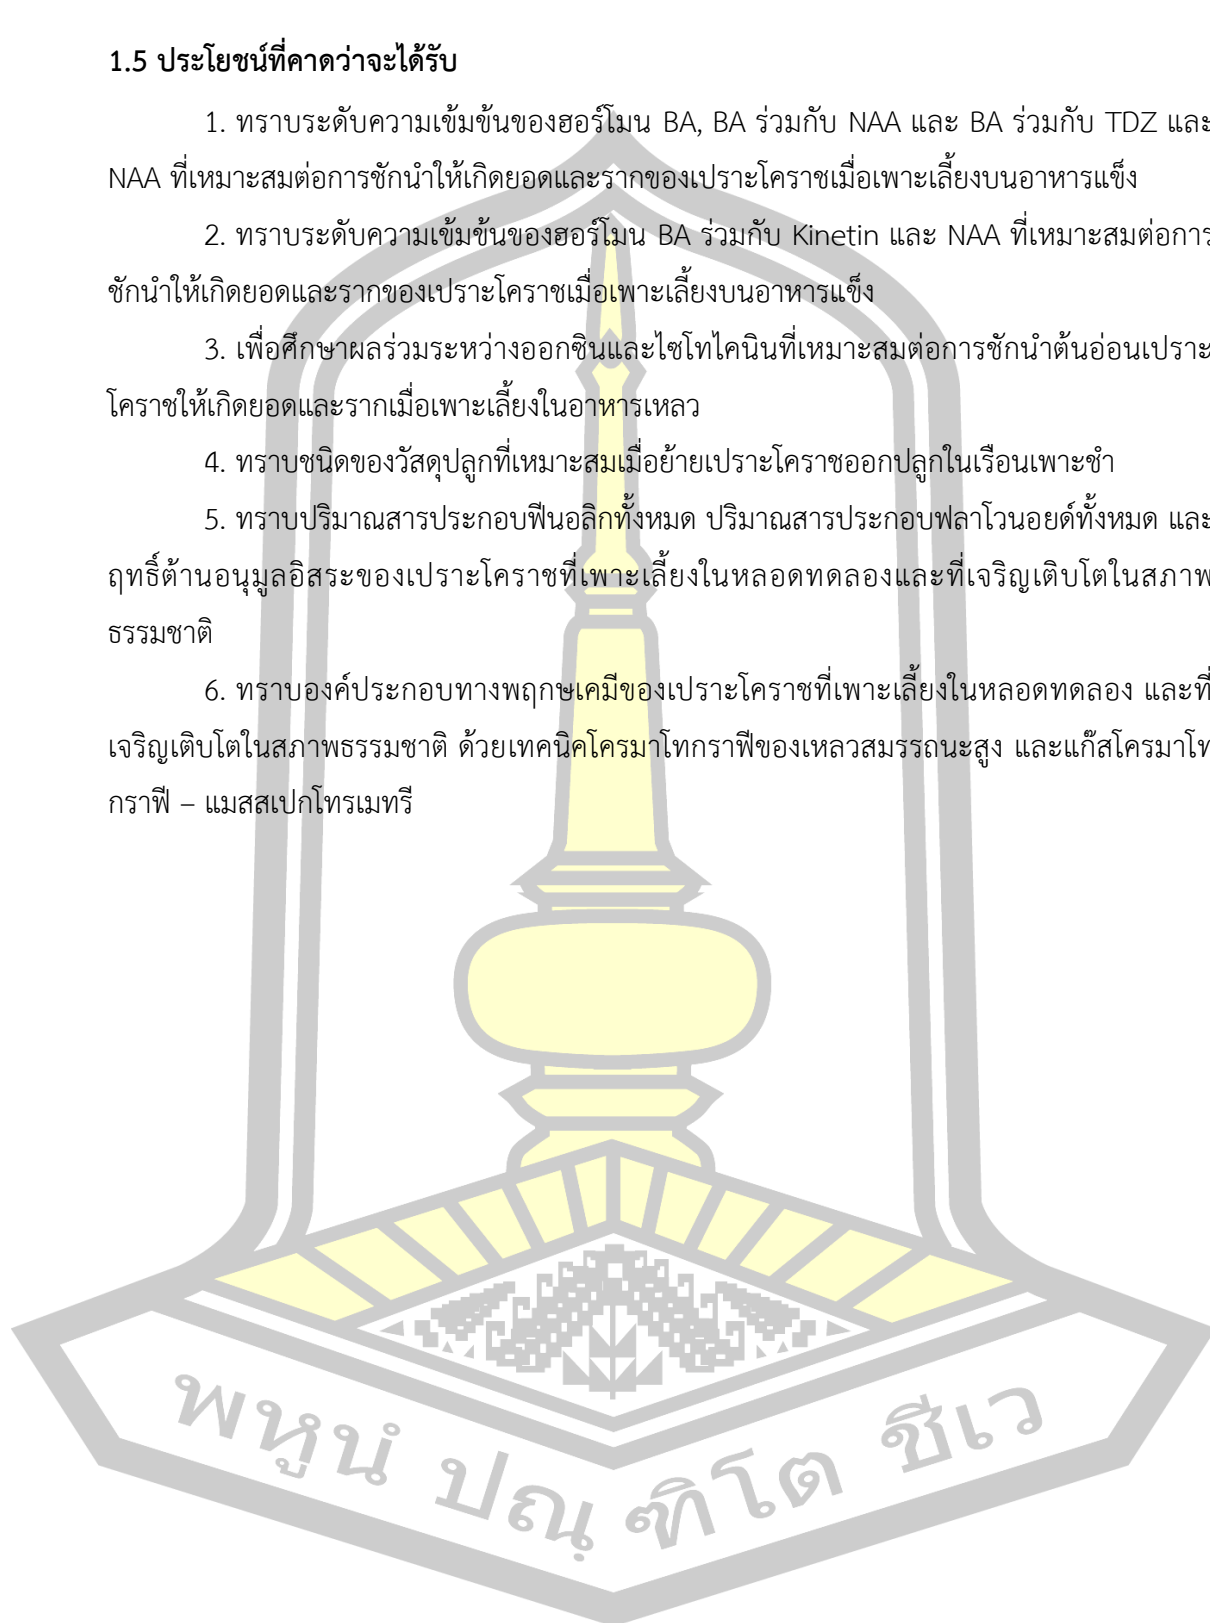 1.5 ประโยชน์ที่คาดว่าจะได้รับ
1. ทราบระดับความเข้มข้นของฮอร์โมน BA, BA ร่วมกับ NAA และ BA ร่วมกับ TDZ และ
NAA ที่เหมาะสมต่อการชักนำให้เกิดยอดและรากของเปราะโคราชเมื่อเพาะเลี้ยงบนอาหารแข็ง
2. ทราบระดับความเข้มข้นของฮอร์โมน BA ร่วมกับ Kinetin และ NAA ที่เหมาะสมต่อการ
ชักนำให้เกิดยอดและรากของเปราะโคราชเมื่อเพาะเลี้ยงบนอาหารแข็ง
3. เพื่อศึกษาผลร่วมระหว่างออกซินและไซโทไคนินที่เหมาะสมต่อการชักนำต้นอ่อนเปราะ
โคราชให้เกิดยอดและรากเมื่อเพาะเลี้ยงในอาหารเหลว
4. ทราบชนิดของวัสดุปลูกที่เหมาะสมเมื่อย้ายเปราะโคราชออกปลูกในเรือนเพาะชำ
5. ทราบปริมาณสารประกอบฟีนอลิกทั้งหมด ปริมาณสารประกอบฟลาโวนอยด์ทั้งหมด และ
ฤทธิ์ต้านอนุมูลอิสระของเปราะโคราชที่เพาะเลี้ยงในหลอดทดลองและที่เจริญเติบโตในสภาพ
ธรรมชาติ
6. ทราบองค์ประกอบทางพฤกษเคมีของเปราะโคราชที่เพาะเลี้ยงในหลอดทดลอง และที่
เจริญเติบโตในสภาพธรรมชาติ ด้วยเทคนิคโครมาโทกราฟีของเหลวสมรรถนะสูง และแก๊สโครมาโท
กราฟี – แมสสเปกโทรเมทรี
พหูนํ ปณฺ ฑิโต ชีเว